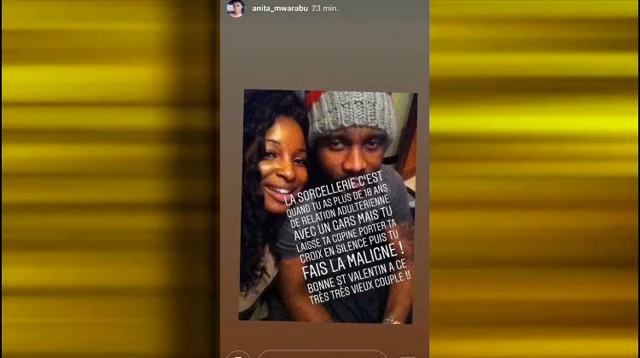 anita_mwarabu 23 min.
LA SORCELLERIE C'EST
QUAND TU AS PLUS DE 18 ANS
DE RELATION ADULTERIENNE
AVEC UN GARS MAIS TU
LAISSE TA COPINE PORTER TA
CROIX EN SILENCE PUIS TU
FAIS LA MALIGNE !
BONNE ST VALENTIN A CE
TRÈS TRÈS VIEUX COUPLE !!